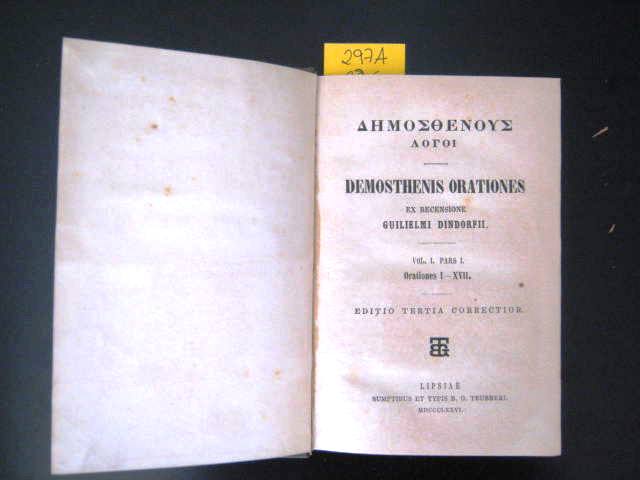 297A
ΔΗΜΟΣΘΕΝΟΥΣ
ΛΟΓΟΙ
DEMOSTHENIS ORATIONES
EX RECENSIONE
GUILIELMI DINDORFII.
VOL. I. PARS I.
Orationes I—XVII.
EDITIO TERTIA CORRECTIOR.
LIPSIAE
SUMPTIBUS ET TYPIS B. G. TEUBNERI.
MDCCCLXXVI.